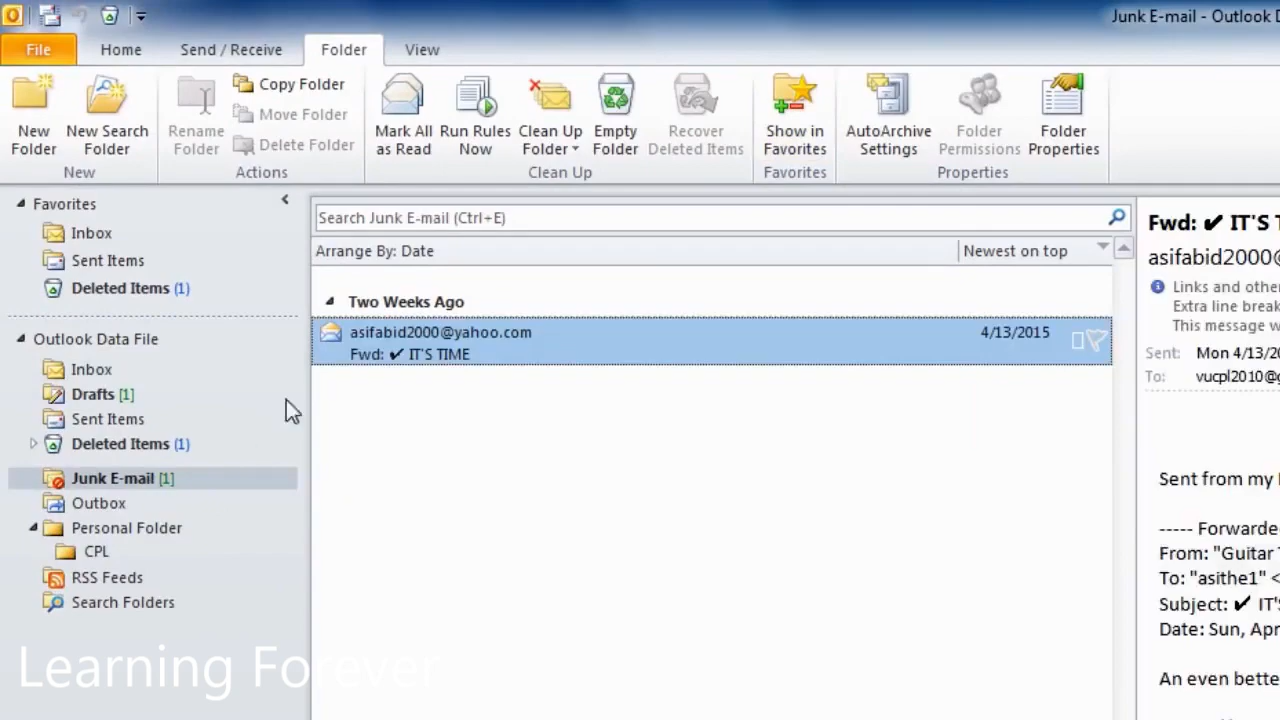 Junk E-mail - Outlook D
File Home Send / Receive Folder View
New Folder
New Search Folder
Rename Folder
Copy Folder
Move Folder
Delete Folder
Mark All as Read
Run Rules Now
Clean Up Folder
Empty Folder
Recover Deleted Items
Show in Favorites
AutoArchive Settings
Folder Permissions
Folder Properties
New Actions Clean Up Favorites Properties
Favorites
Inbox
Sent Items
Deleted Items (1)
Outlook Data File
Inbox
Drafts [1]
Sent Items
Deleted Items (1)
Junk E-mail [1]
Outbox
Personal Folder
CPL
RSS Feeds
Search Folders
Search Junk E-mail (Ctrl+E)
Arrange By: Date Newest on top
Two Weeks Ago
asifabid2000@yahoo.com 4/13/2015
Fwd: ✔ IT'S TIME
Fwd: ✔ IT'S T
asifabid2000@
Links and other
Extra line break
This message w
Sent: Mon 4/13/20
To: vucpl2010@g
Sent from my
----- Forwarde
From: "Guitar
To: "asithe1" <
Subject: ✔ IT'S
Date: Sun, Apr
An even bette
Learning Forever